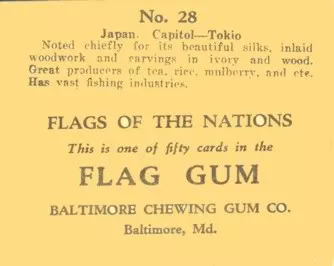 No. 28
Japan. Capitol—Tokio
Noted chiefly for its beautiful silks, inlaid
woodwork and carvings in ivory and wood.
Great producers of tea, rice, mulberry, and etc.
Has vast fishing industries.
FLAGS OF THE NATIONS
This is one of fifty cards in the
FLAG GUM
BALTIMORE CHEWING GUM CO.
Baltimore, Md.